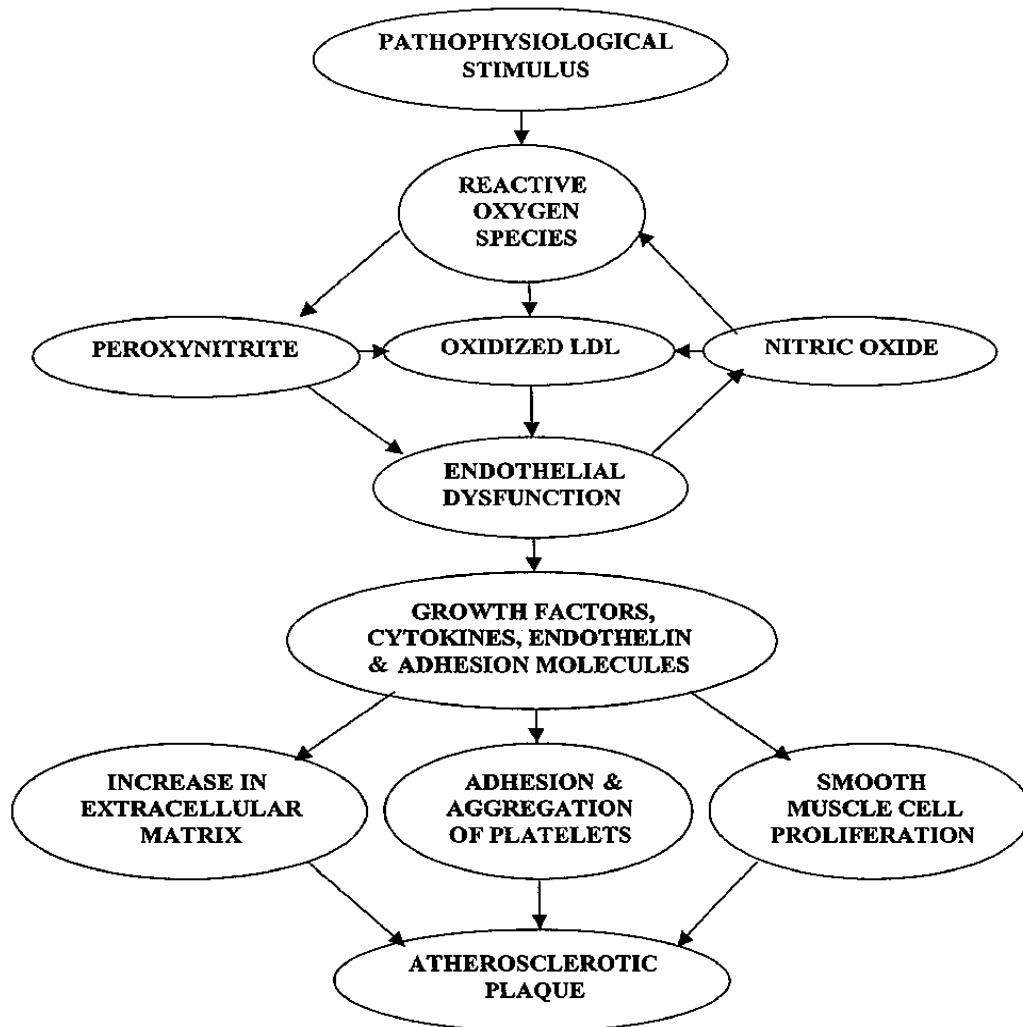 PATHOPHYSIOLOGICAL
STIMULUS
REACTIVE
OXYGEN
SPECIES
PEROXYNITRITE
OXIDIZED LDL
NITRIC OXIDE
ENDOTHELIAL
DYSFUNCTION
GROWTH FACTORS,
CYTOKINES, ENDOTHELIN
& ADHESION MOLECULES
INCREASE IN
EXTRACELLULAR
MATRIX
ADHESION &
AGGREGATION
OF PLATELETS
SMOOTH
MUSCLE CELL
PROLIFERATION
ATHEROSCLEROTIC
PLAQUE